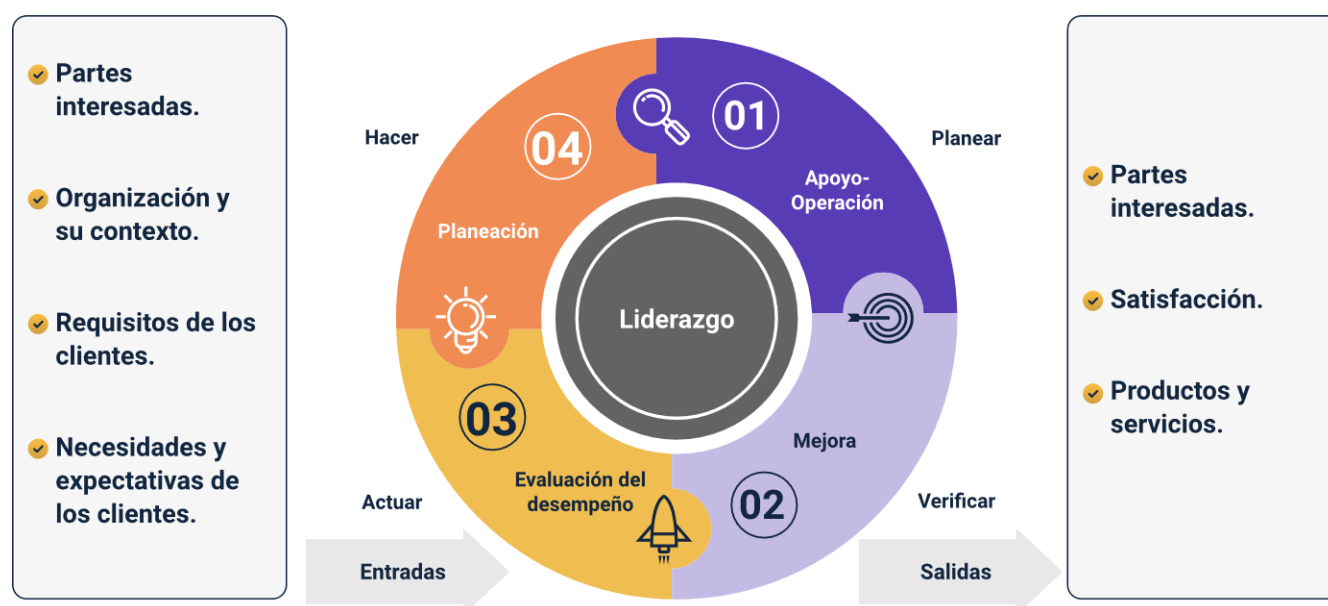 Partes
interesadas.
Organización y
su contexto.
Requisitos de los
clientes.
Necesidades y
expectativas de
los clientes.
Hacer
04
Planeación
01
Planear
Apoyo-
Operación
Liderazgo
03
Evaluación del
desempeño
Actuar
Mejora
02
Verificar
Entradas
Salidas
Partes
interesadas.
Satisfacción.
Productos y
servicios.